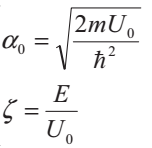 α₀ = √(2mU₀ / ħ²)
ζ = E / U₀